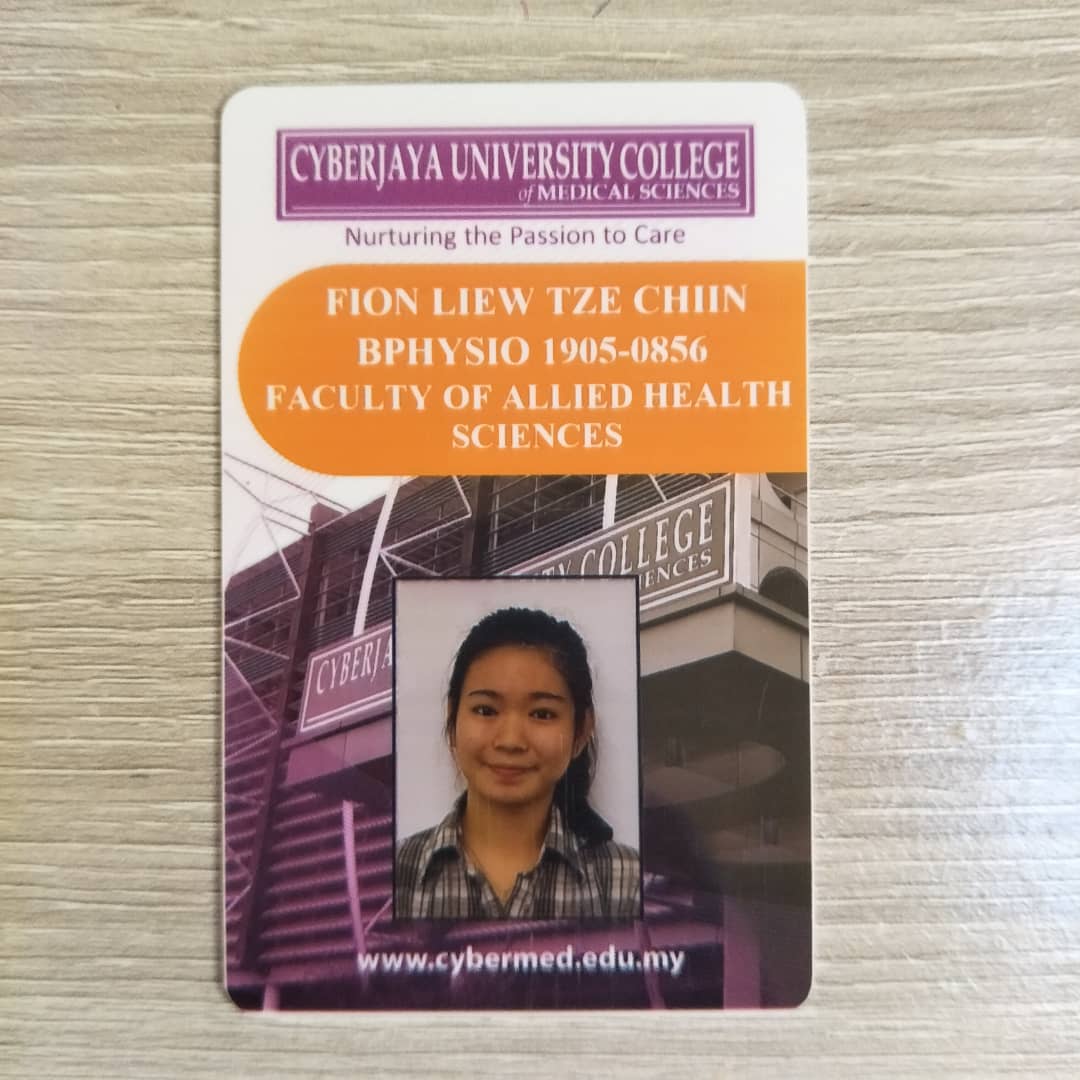 CYBERJAYA UNIVERSITY COLLEGE
of MEDICAL SCIENCES
Nurturing the Passion to Care
FION LIEW TZE CHIIN
BPHYSIO 1905-0856
FACULTY OF ALLIED HEALTH
SCIENCES
COLLEGE
CYBERJA
www.cybermed.edu.my